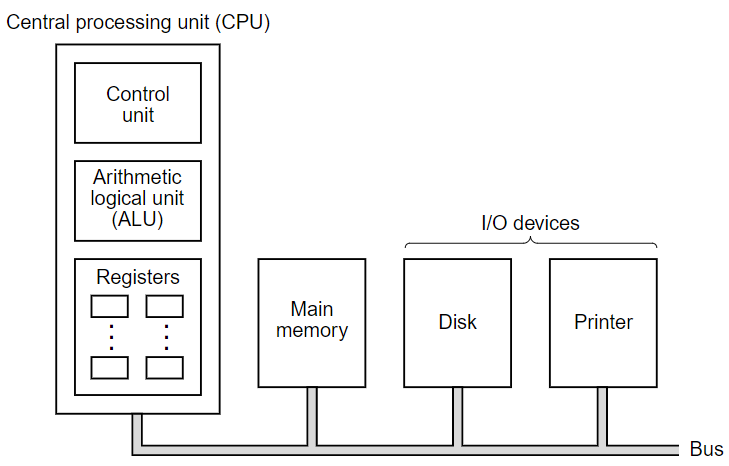 Central processing unit (CPU)
Control
unit
Arithmetic
logical unit
(ALU)
Registers
I/O devices
Main
memory
Disk
Printer
Bus